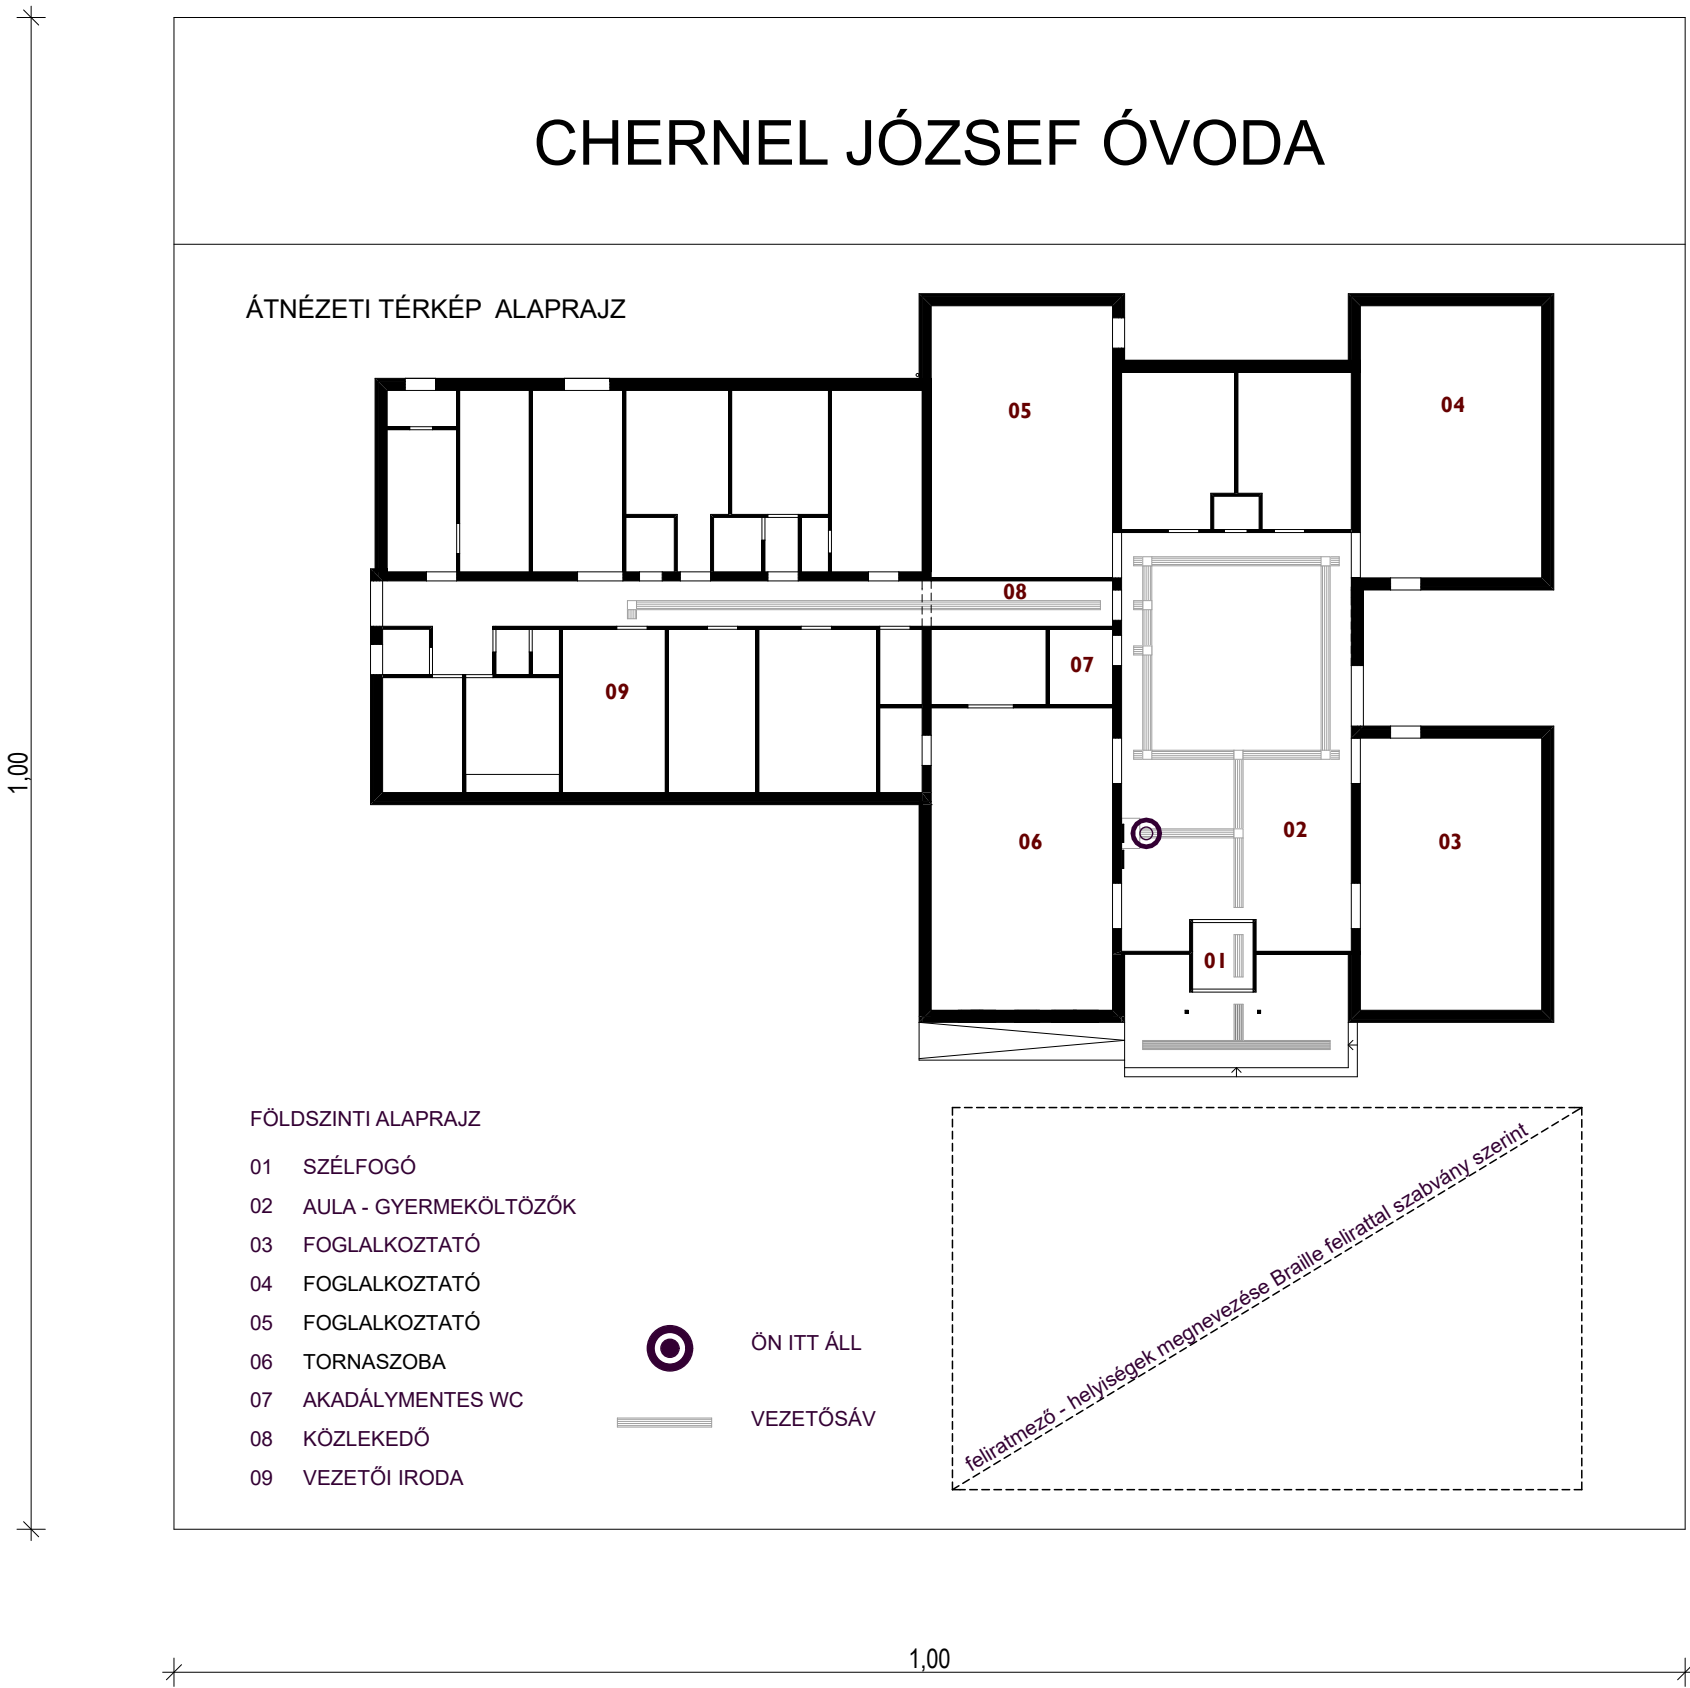 CHERNEL JÓZSEF ÓVODA
ÁTNÉZETI TÉRKÉP ALAPRAJZ
05
04
08
07
09
06
02
03
01
1,00
FÖLDSZINTI ALAPRAJZ
01 SZÉLFOGÓ
02 AULA - GYERMEKÖLTÖZŐK
03 FOGLALKOZTATÓ
04 FOGLALKOZTATÓ
05 FOGLALKOZTATÓ
06 TORNASZOBA
07 AKADÁLYMENTES WC
08 KÖZLEKEDŐ
09 VEZETŐI IRODA
ÖN ITT ÁLL
VEZETŐSÁV
feliratmező - helyiségek megnevezése Braille felirattal szabvány szerint
1,00